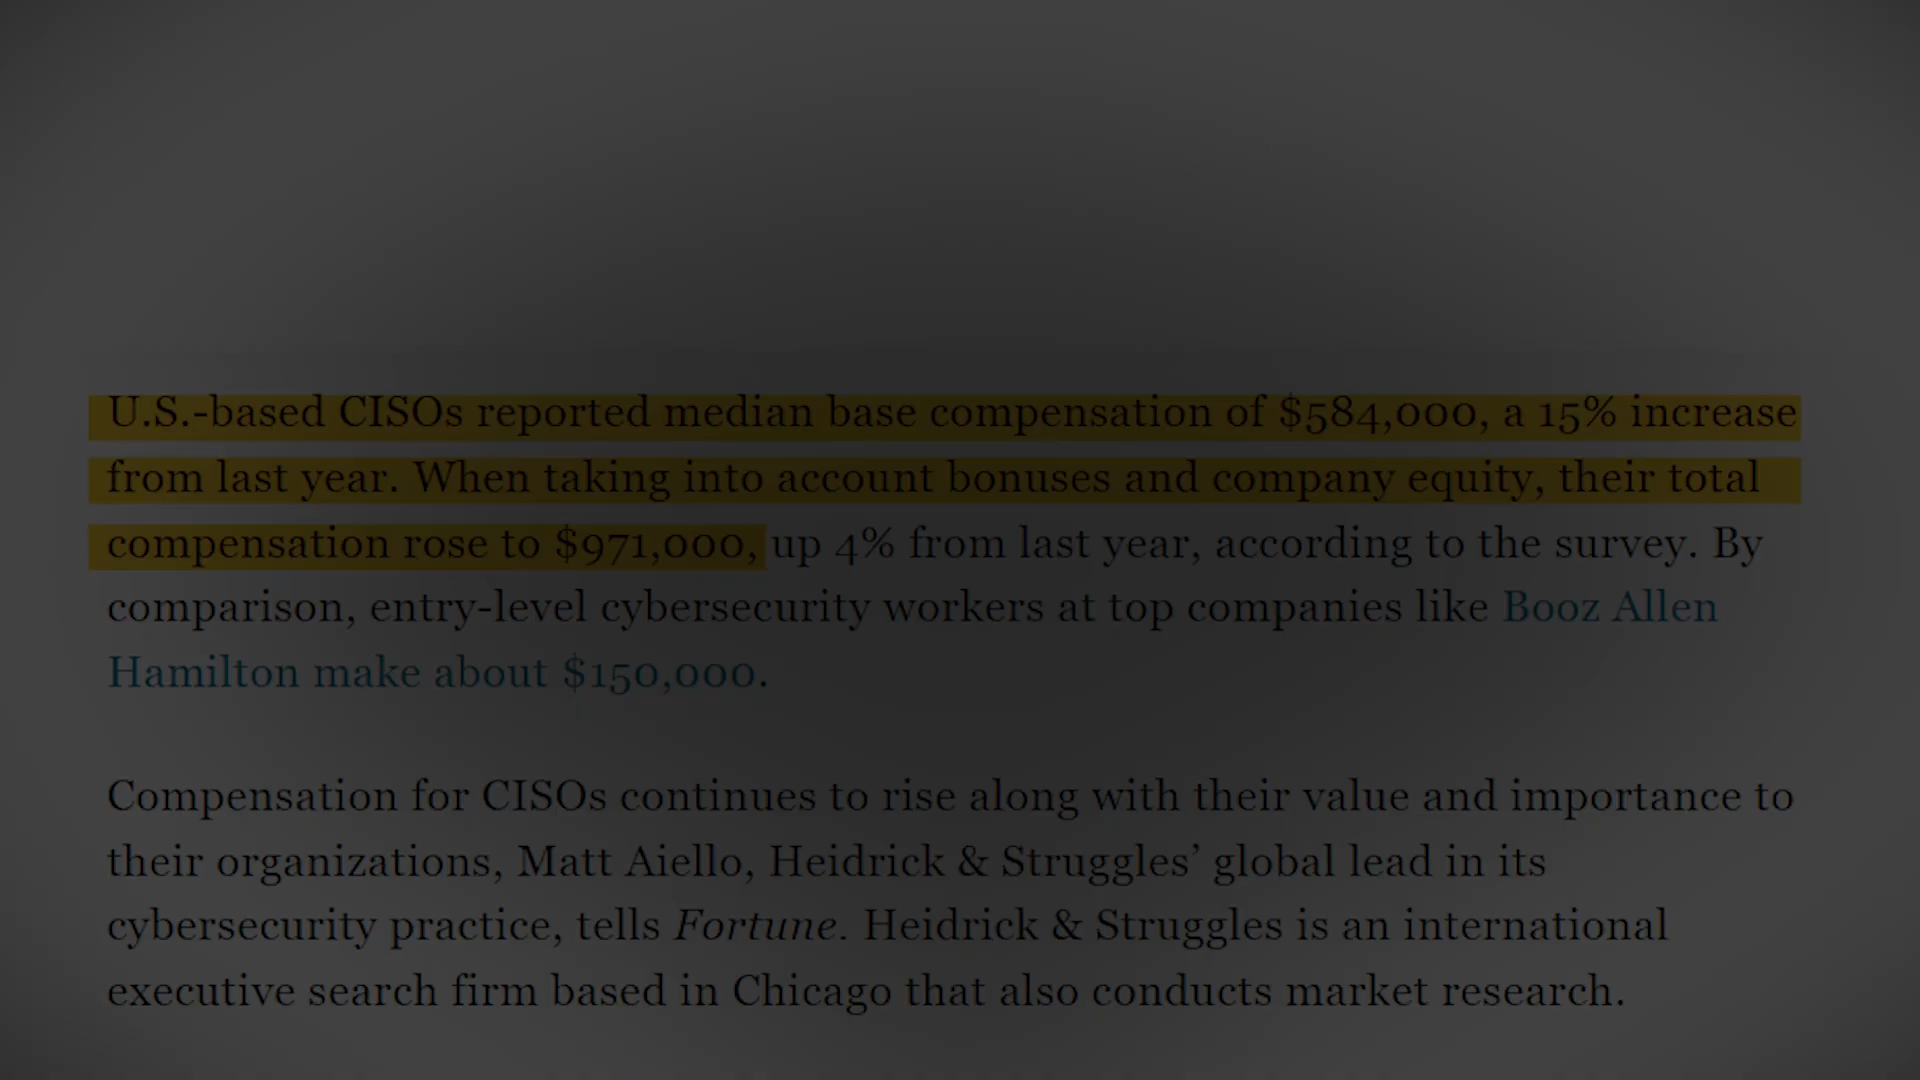 U.S.-based CISOs reported median base compensation of $584,000, a 15% increase
from last year. When taking into account bonuses and company equity, their total
compensation rose to $971,000, up 4% from last year, according to the survey. By
comparison, entry-level cybersecurity workers at top companies like Booz Allen
Hamilton make about $150,000.
Compensation for CISOs continues to rise along with their value and importance to
their organizations, Matt Aiello, Heidrick & Struggles’ global lead in its
cybersecurity practice, tells Fortune. Heidrick & Struggles is an international
executive search firm based in Chicago that also conducts market research.